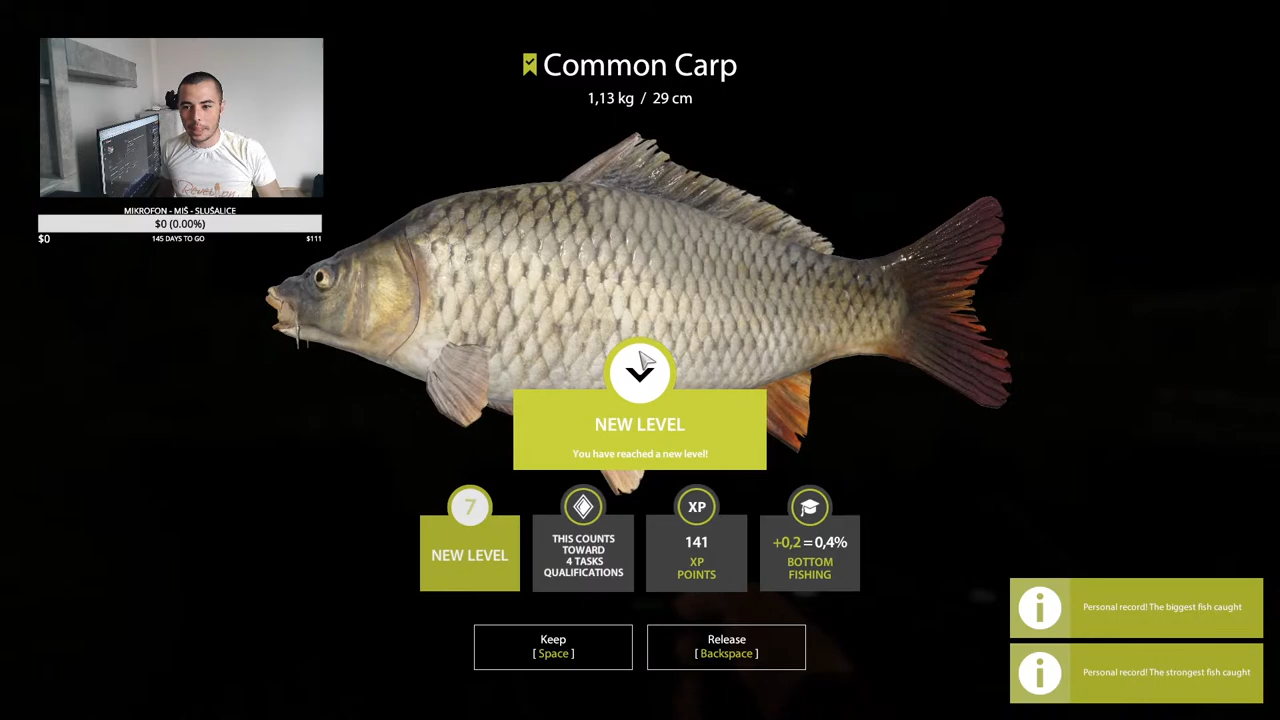 Common Carp
1,13 kg / 29 cm
MIKROFON - MIŠ - SLUŠALICE
$0 (0.00%)
$0
145 DAYS TO GO
$111
NEW LEVEL
You have reached a new level!
7
NEW LEVEL
THIS COUNTS
TOWARD
4 TASKS
QUALIFICATIONS
XP
141
XP
POINTS
+0,2 = 0,4%
BOTTOM
FISHING
Keep
[ Space ]
Release
[ Backspace ]
Personal record! The biggest fish caught
Personal record! The strongest fish caught